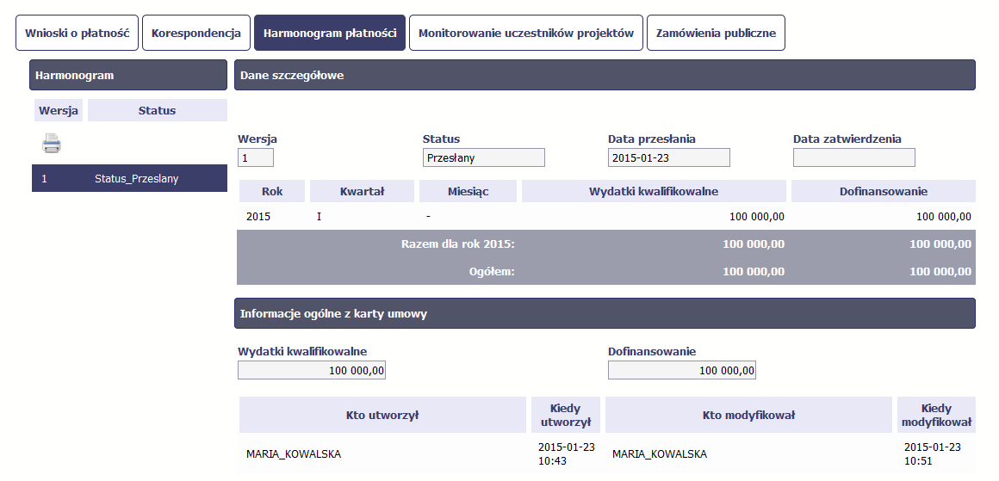 Wnioski o płatność Korespondencja Harmonogram płatności Monitorowanie uczestników projektów Zamówienia publiczne
Harmonogram
Wersja Status
1 Status_Przeslany
Dane szczegółowe
Wersja Status Data przesłania Data zatwierdzenia
1 Przesłany 2015-01-23
Rok Kwartał Miesiąc Wydatki kwalifikowalne Dofinansowanie
2015 I - 100 000,00 100 000,00
Razem dla rok 2015: 100 000,00 100 000,00
Ogółem: 100 000,00 100 000,00
Informacje ogólne z karty umowy
Wydatki kwalifikowalne Dofinansowanie
100 000,00 100 000,00
Kto utworzył Kiedy utworzył Kto modyfikował Kiedy modyfikował
MARIA_KOWALSKA 2015-01-23 10:43 MARIA_KOWALSKA 2015-01-23 10:51